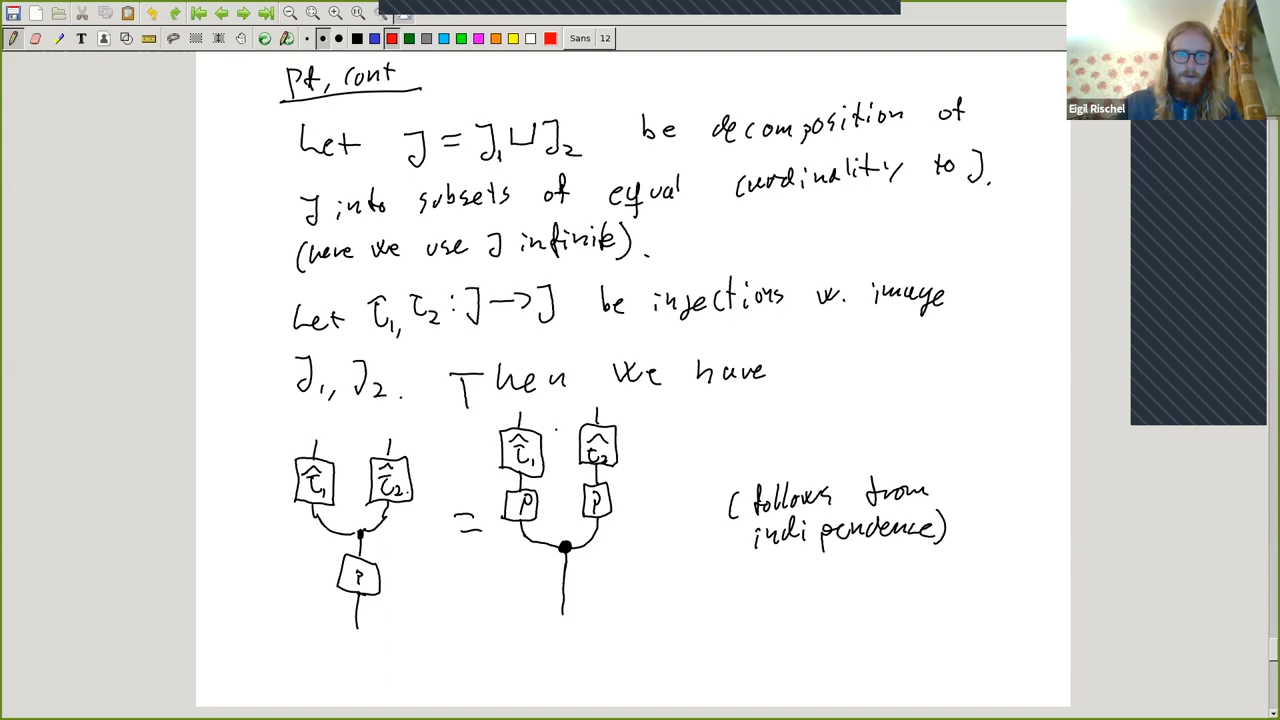 Sans 12
Eigil Rischel
Pf, cont
Let J = J₁ ⊔ J₂ be decomposition of
J into subsets of equal cardinality to J.
(here we use J infinite).
Let τ₁, τ₂ : J → J be injections w. image
J₁, J₂. Then we have
τ̂₁ τ̂₂
τ̂₁ τ̂₂.
=
P P
P
(follows from
indipendence)